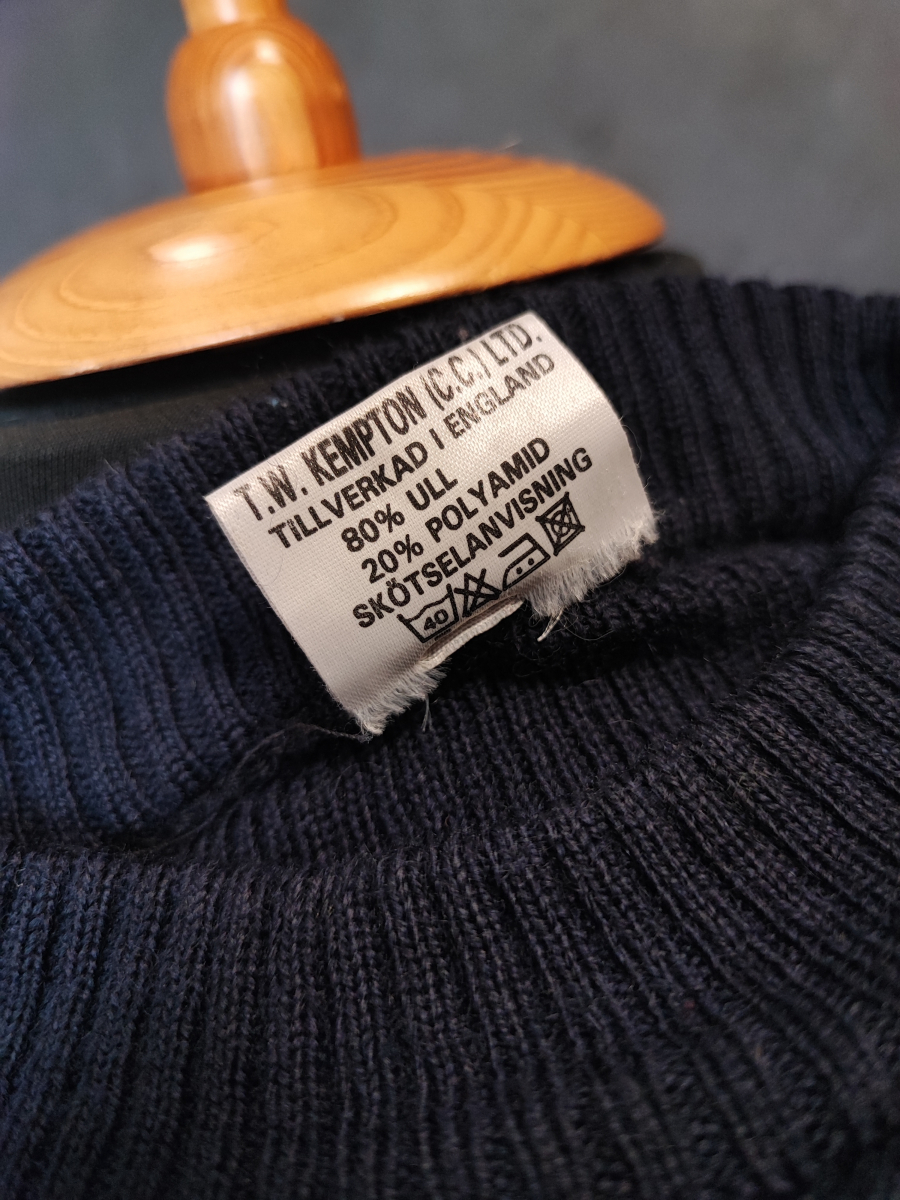 T.W. KEMPTON (C.C.) LTD.
TILLVERKAD I ENGLAND
80% ULL
20% POLYAMID
SKÖTSELANVISNING
40